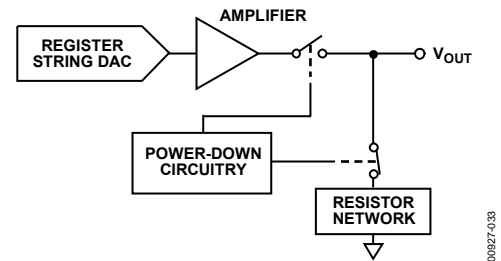 AMPLIFIER
REGISTER
STRING DAC
VOUT
POWER-DOWN
CIRCUITRY
RESISTOR
NETWORK
00927-033